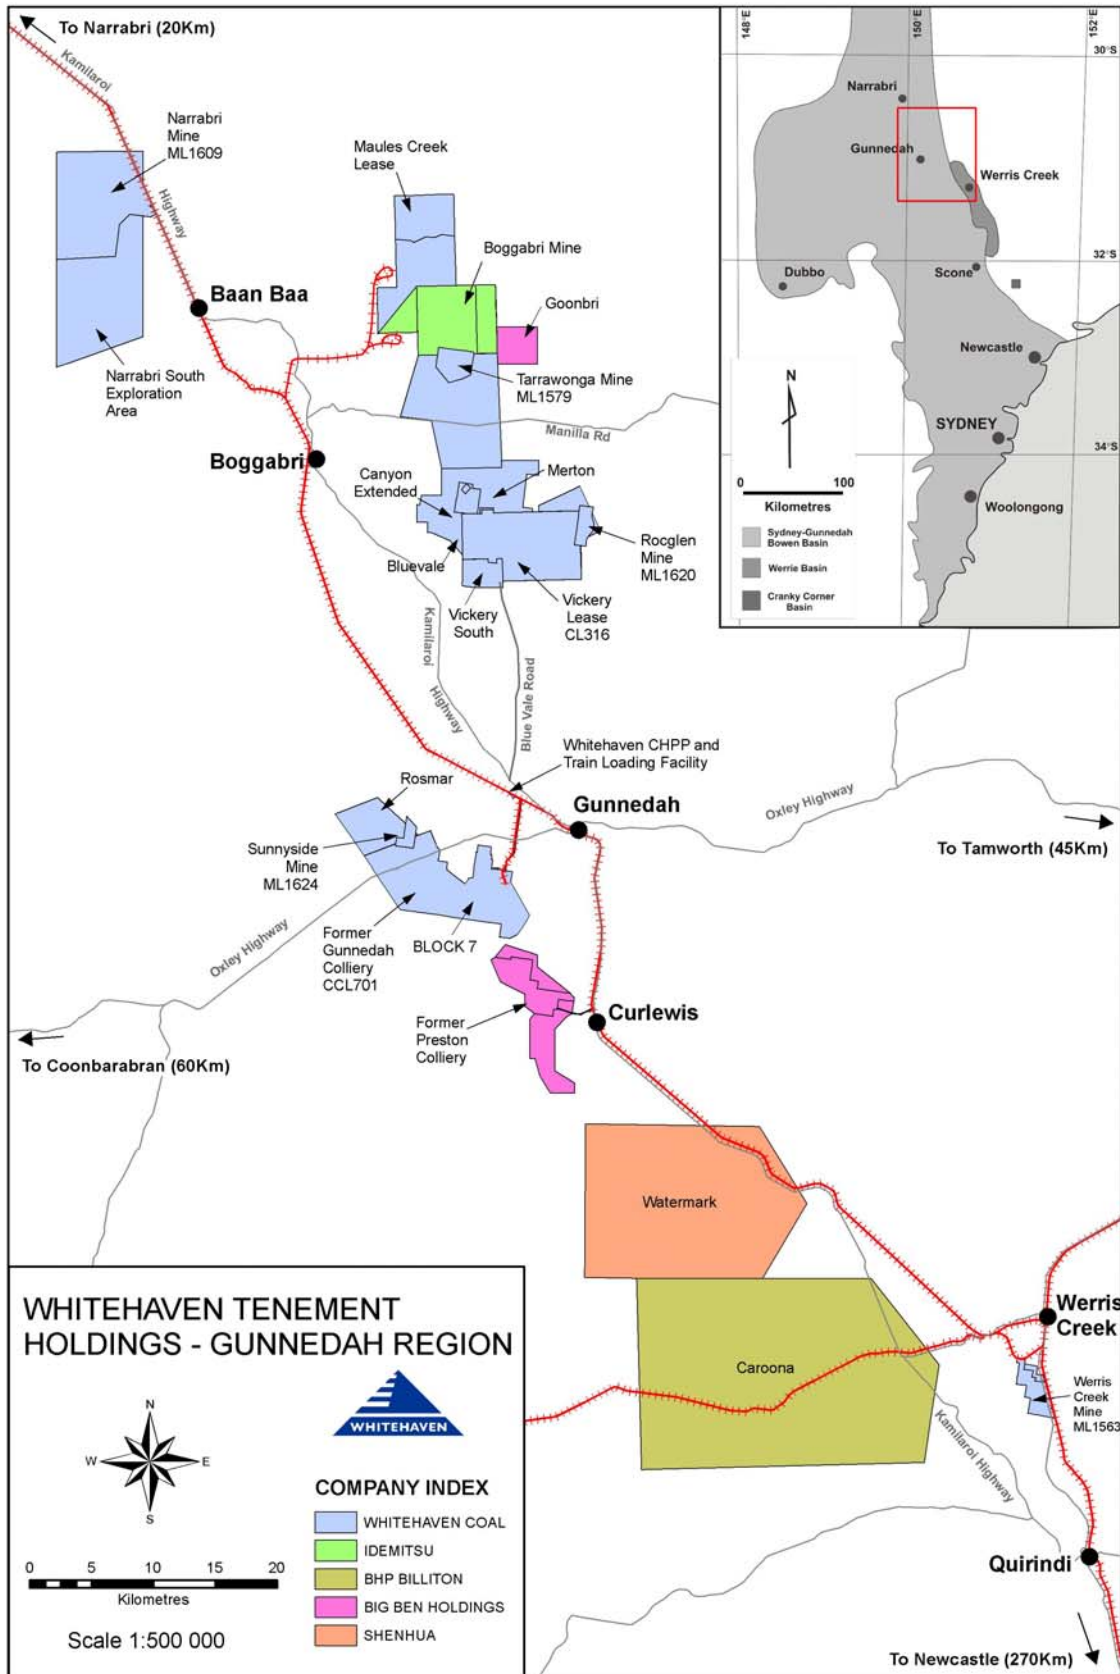 To Narrabri (20Km)
Kamilaroi
Highway
Narrabri
Mine
ML1609
Maules Creek
Lease
Boggabri Mine
Goonbri
Baan Baa
Narrabri South
Exploration
Area
Tarrawonga Mine
ML1579
Manilla Rd
Boggabri
Canyon
Extended
Merton
Bluevale
Rocglen
Mine
ML1620
Vickery
South
Vickery
Lease
CL316
Kamilaroi
Highway
Blue Vale Road
Whitehaven CHPP and
Train Loading Facility
Rosmar
Gunnedah
Oxley Highway
To Tamworth (45Km)
Sunnyside
Mine
ML1624
Former
Gunnedah
Colliery
CCL701
BLOCK 7
Oxley Highway
Former
Preston
Colliery
Curlewis
To Coonbarabran (60Km)
Watermark
Caroona
Werris
Creek
Werris
Creek
Mine
ML1563
Kamilaroi Highway
Quirindi
To Newcastle (270Km)
148°E
150°E
152°E
30°S
Narrabri
Gunnedah
Werris Creek
32°S
Dubbo
Scone
Newcastle
N
SYDNEY
34°S
0 100
Kilometres
Woolongong
Sydney-Gunnedah
Bowen Basin
Werrie Basin
Cranky Corner
Basin
WHITEHAVEN TENEMENT
HOLDINGS - GUNNEDAH REGION
N
W E
S
WHITEHAVEN
COMPANY INDEX
WHITEHAVEN COAL
IDEMITSU
BHP BILLITON
BIG BEN HOLDINGS
SHENHUA
0 5 10 15 20
Kilometres
Scale 1:500 000